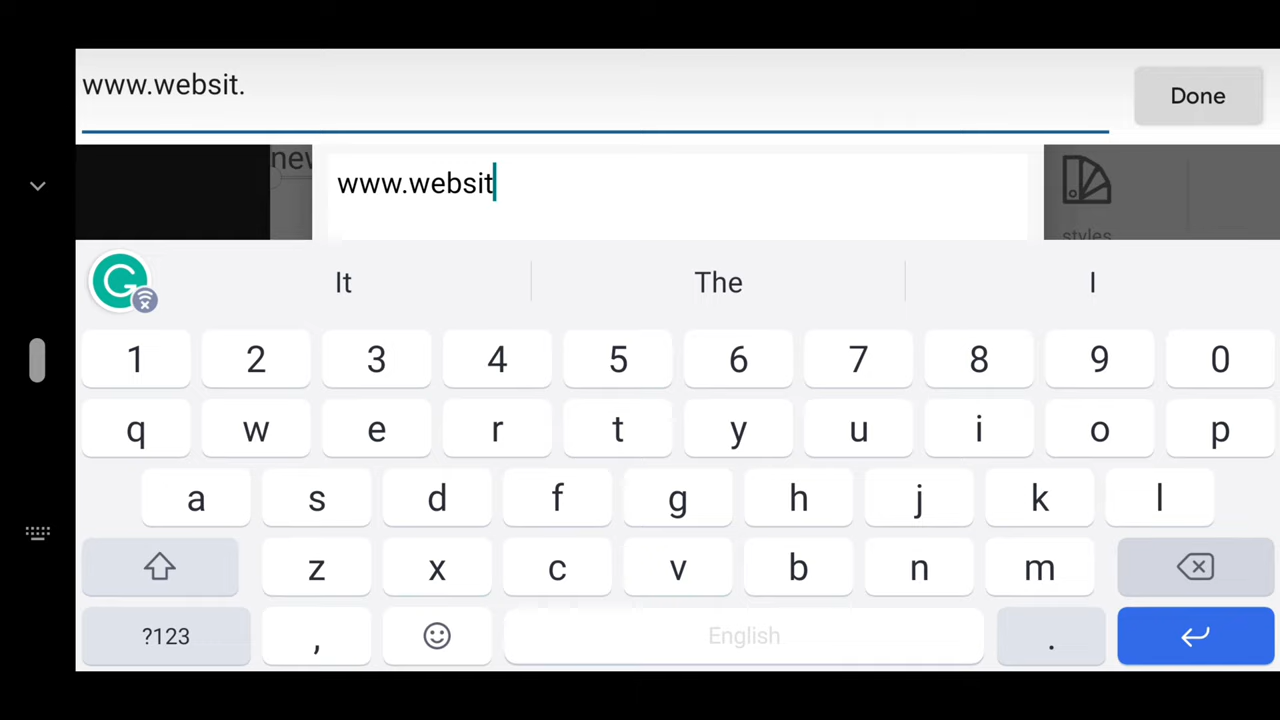 www.websit.
Done
new
www.websit
styles
It The I
1 2 3 4 5 6 7 8 9 0
q w e r t y u i o p
a s d f g h j k l
z x c v b n m
?123 , English .